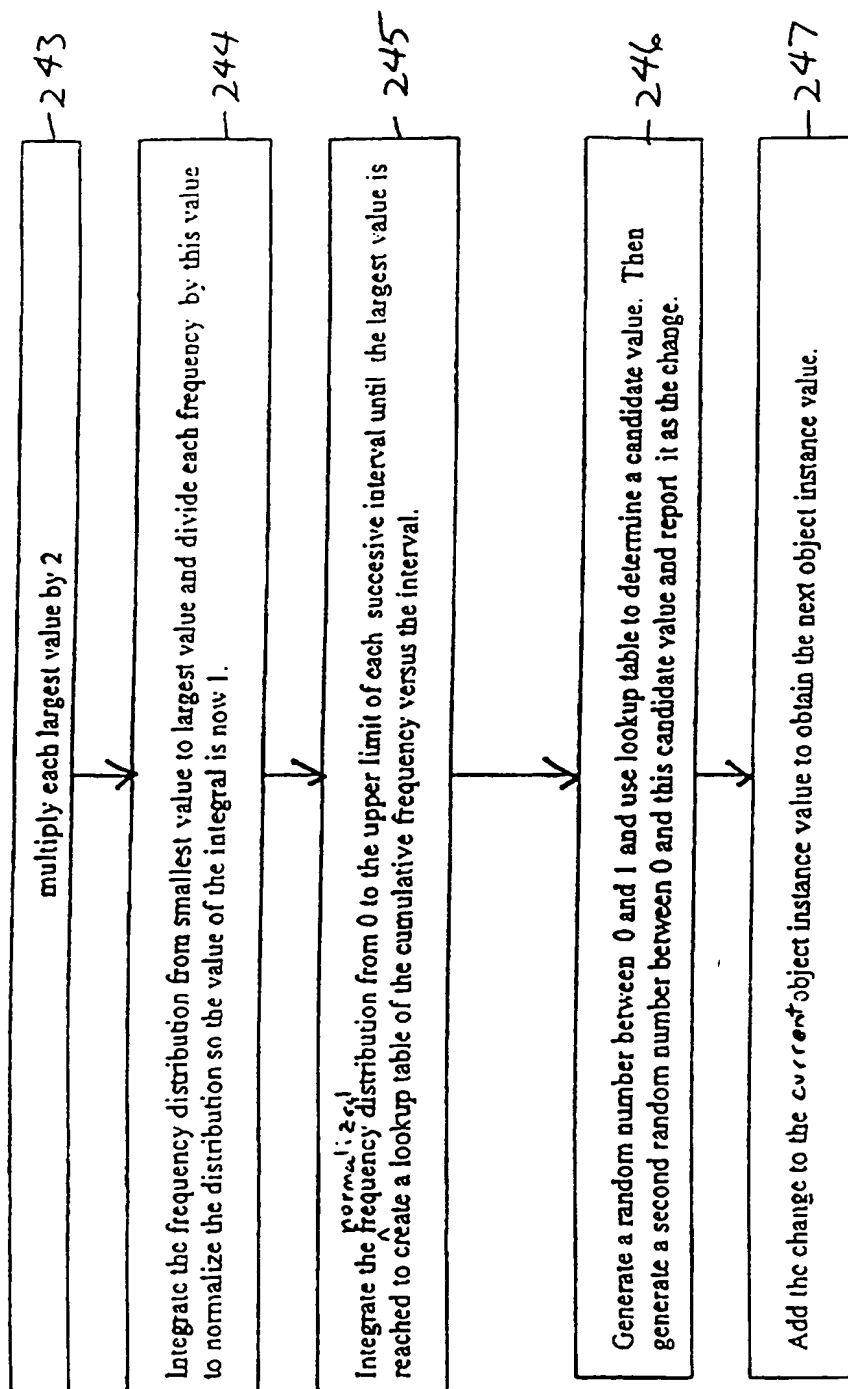 multiply each largest value by 2
243
Integrate the frequency distribution from smallest value to largest value and divide each frequency by this value
to normalize the distribution so the value of the integral is now 1.
244
normalized
Integrate the frequency distribution from 0 to the upper limit of each succesive interval until the largest value is
reached to create a lookup table of the cumulative frequency versus the interval.
245
Generate a random number between 0 and 1 and use lookup table to determine a candidate value. Then
generate a second random number between 0 and this candidate value and report it as the change.
246
Add the change to the current object instance value to obtain the next object instance value.
247